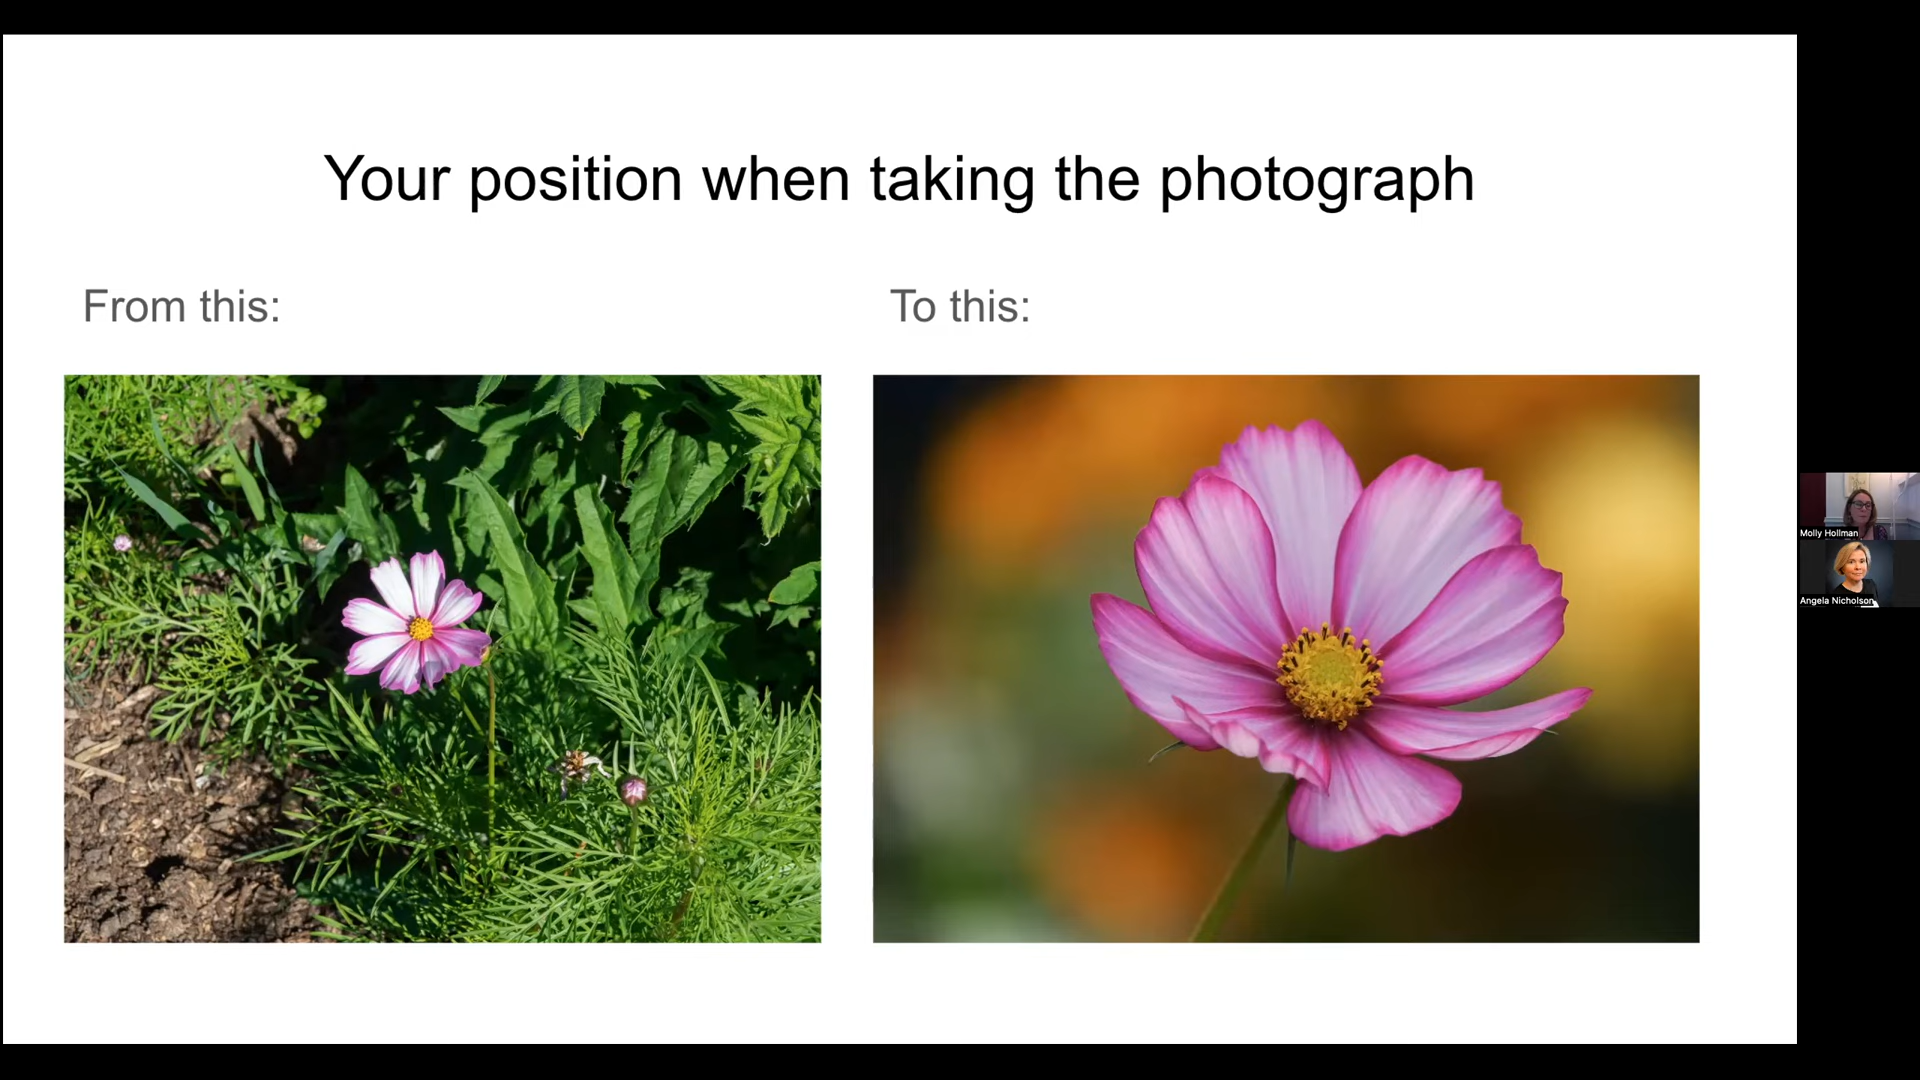 Your position when taking the photograph
From this:
To this:
Molly Hollman
Angela Nicholson